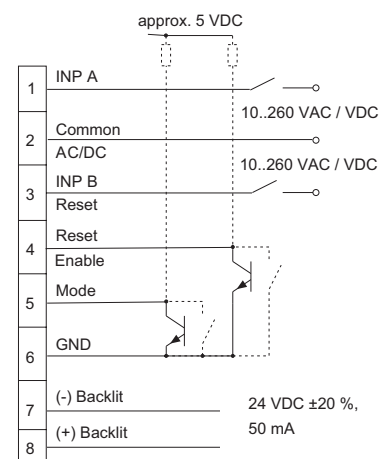 approx. 5 VDC
1
INP A
10..260 VAC / VDC
2
Common
AC/DC
10..260 VAC / VDC
3
INP B
Reset
4
Reset
Enable
5
Mode
6
GND
7
(-) Backlit
24 VDC ±20 %,
50 mA
8
(+) Backlit